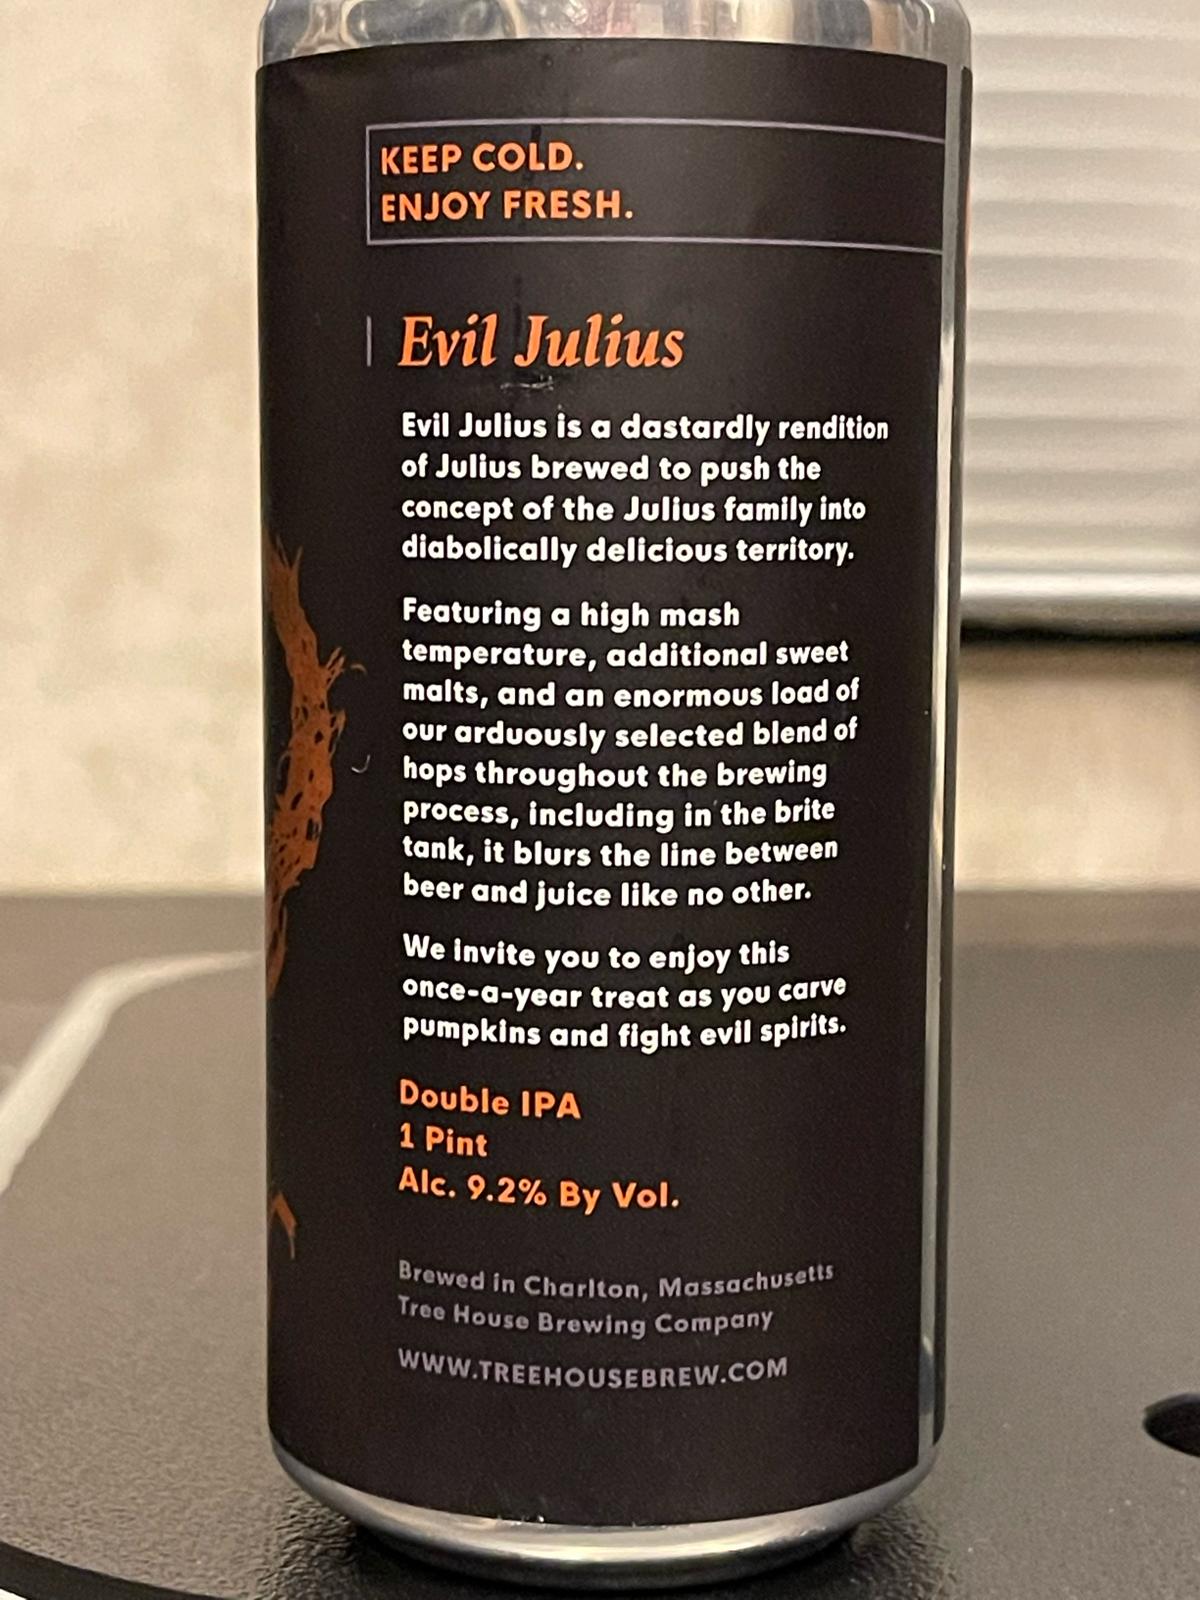 KEEP COLD.
ENJOY FRESH.
Evil Julius
Evil Julius is a dastardly rendition
of Julius brewed to push the
concept of the Julius family into
diabolically delicious territory.
Featuring a high mash
temperature, additional sweet
malts, and an enormous load of
our arduously selected blend of
hops throughout the brewing
process, including in the brite
tank, it blurs the line between
beer and juice like no other.
We invite you to enjoy this
once-a-year treat as you carve
pumpkins and fight evil spirits.
Double IPA
1 Pint
Alc. 9.2% By Vol.
Brewed in Charlton, Massachusetts
Tree House Brewing Company
WWW.TREEHOUSEBREW.COM